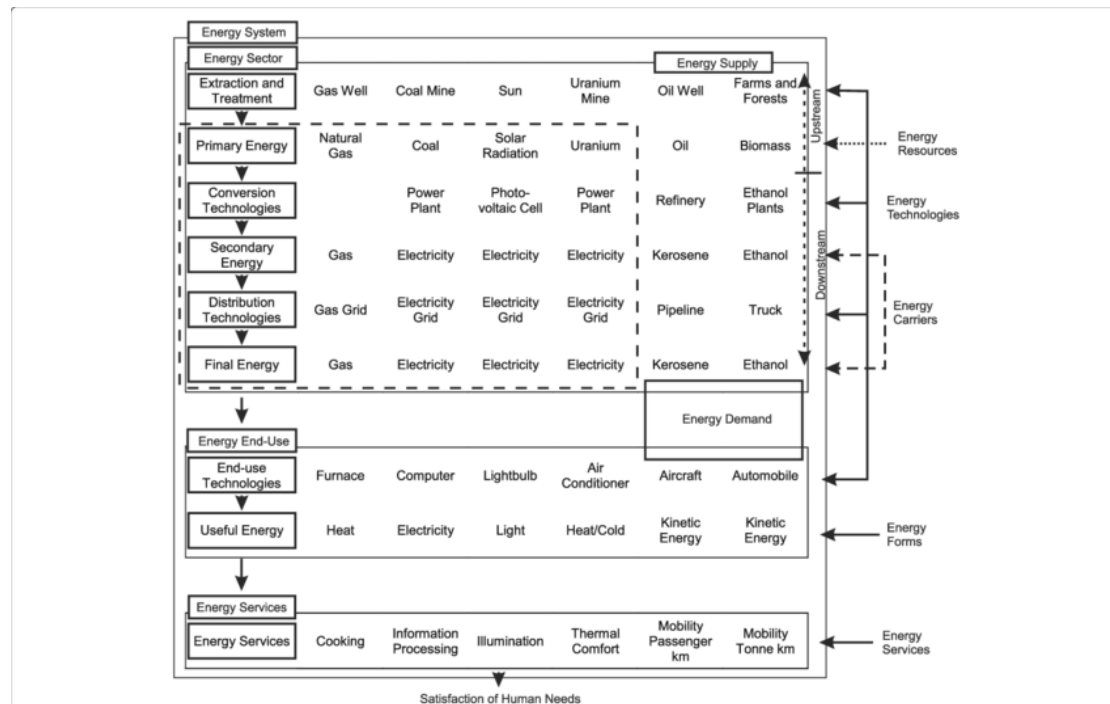 Energy System
Energy Sector
Energy Supply
Extraction and
Treatment
Gas Well
Coal Mine
Sun
Uranium
Mine
Oil Well
Farms and
Forests
Upstream
Primary Energy
Natural
Gas
Coal
Solar
Radiation
Uranium
Oil
Biomass
Energy
Resources
Conversion
Technologies
Power
Plant
Photo-
voltaic Cell
Power
Plant
Refinery
Ethanol
Plants
Energy
Technologies
Downstream
Secondary
Energy
Gas
Electricity
Electricity
Electricity
Kerosene
Ethanol
Distribution
Technologies
Gas Grid
Electricity
Grid
Electricity
Grid
Electricity
Grid
Pipeline
Truck
Energy
Carriers
Final Energy
Gas
Electricity
Electricity
Electricity
Kerosene
Ethanol
Energy Demand
Energy End-Use
End-use
Technologies
Furnace
Computer
Lightbulb
Air
Conditioner
Aircraft
Automobile
Useful Energy
Heat
Electricity
Light
Heat/Cold
Kinetic
Energy
Kinetic
Energy
Energy
Forms
Energy Services
Energy Services
Cooking
Information
Processing
Illumination
Thermal
Comfort
Mobility
Passenger
km
Mobility
Tonne km
Energy
Services
Satisfaction of Human Needs